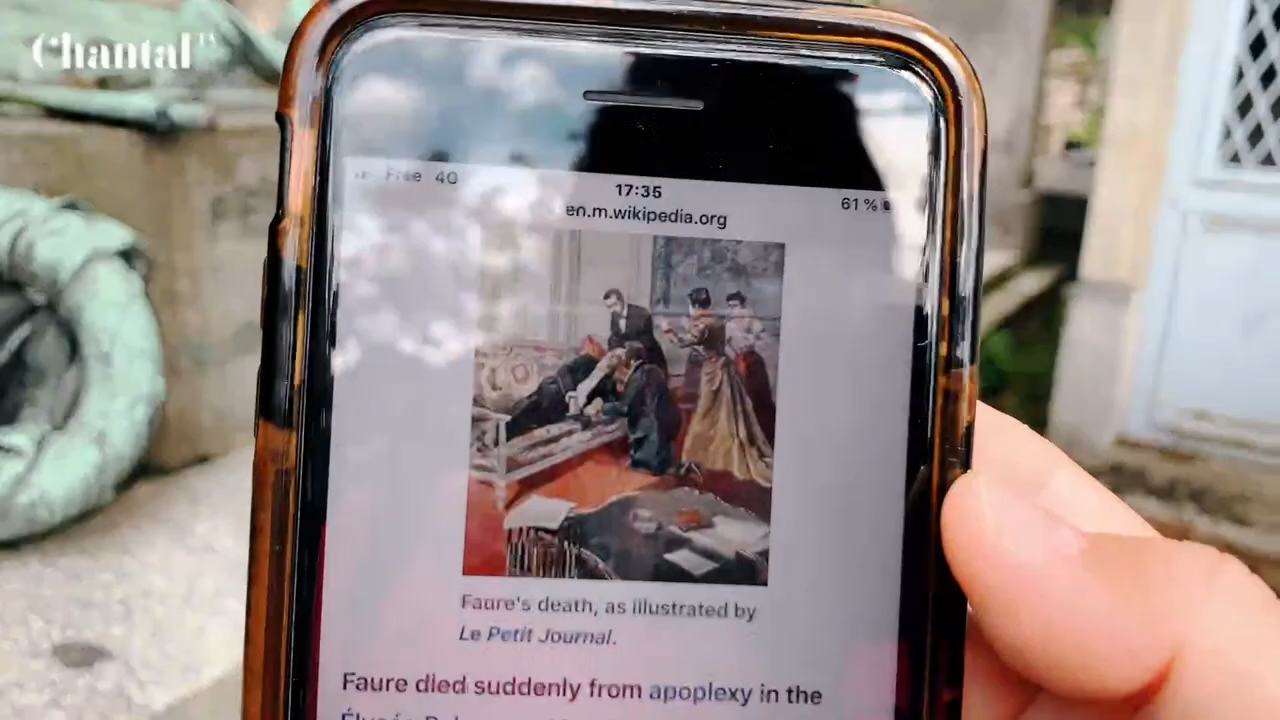 Chantal TV
Free 4G
17:35
61 %
en.m.wikipedia.org
Faure's death, as illustrated by
Le Petit Journal.
Faure died suddenly from apoplexy in the